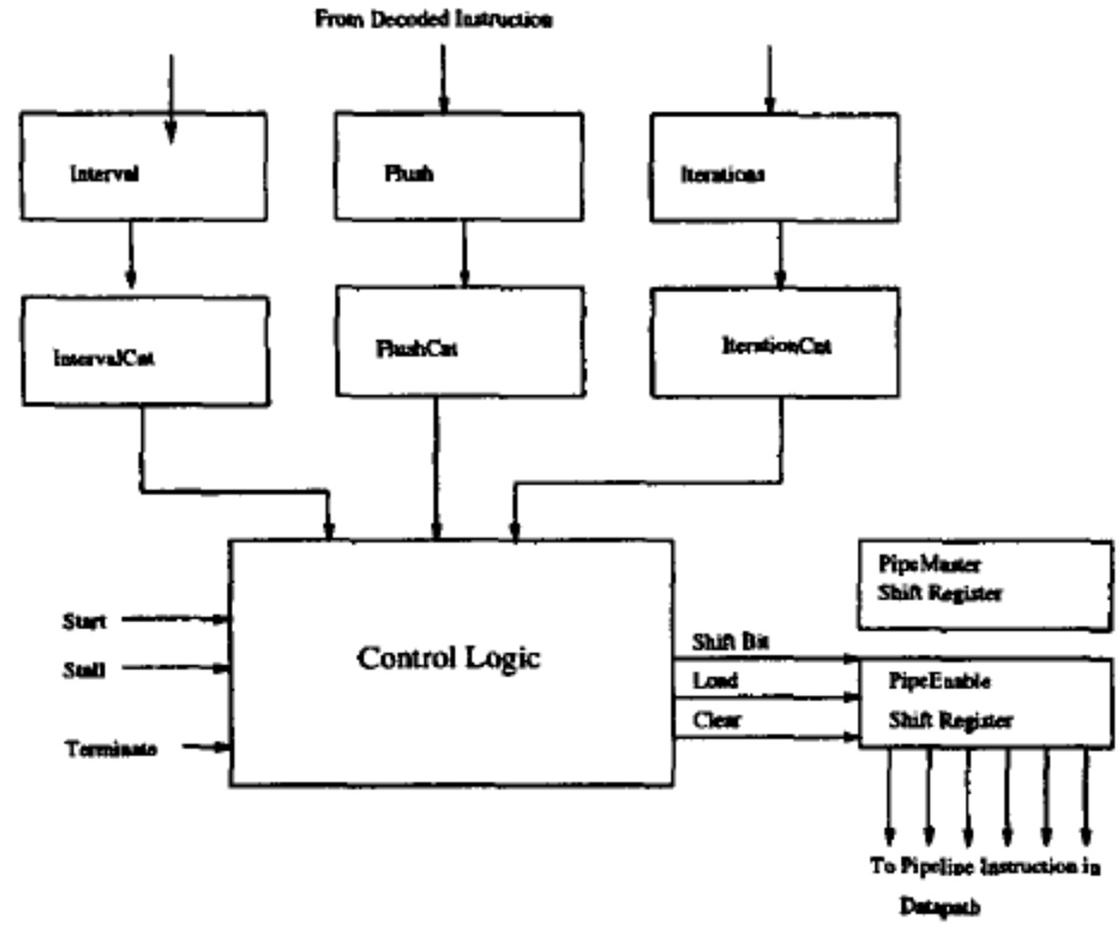 From Decoded Instruction
Interval
Flush
Iterations
IntervalCnt
FlushCnt
IterationCnt
Start
Stall
Terminate
Control Logic
Shift Bit
Load
Clear
PipeMaster
Shift Register
PipeEnable
Shift Register
To Pipeline Instruction in
Datapath